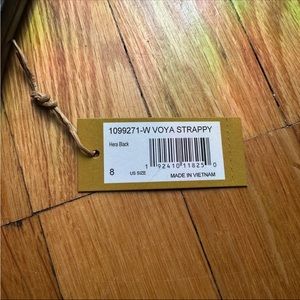 1099271-W VOYA STRAPPY
Hera Black
8 US SIZE
1 92410 11825 0
MADE IN VIETNAM